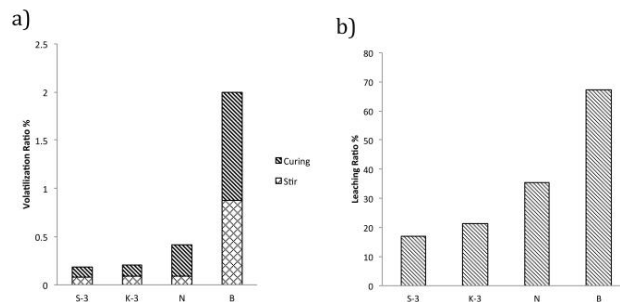 a)
Volatilization Ratio %
2.5
2
1.5
1
0.5
0
S-3 K-3 N B
Curing
Stir
b)
Leaching Ratio %
80
70
60
50
40
30
20
10
0
S-3 K-3 N B